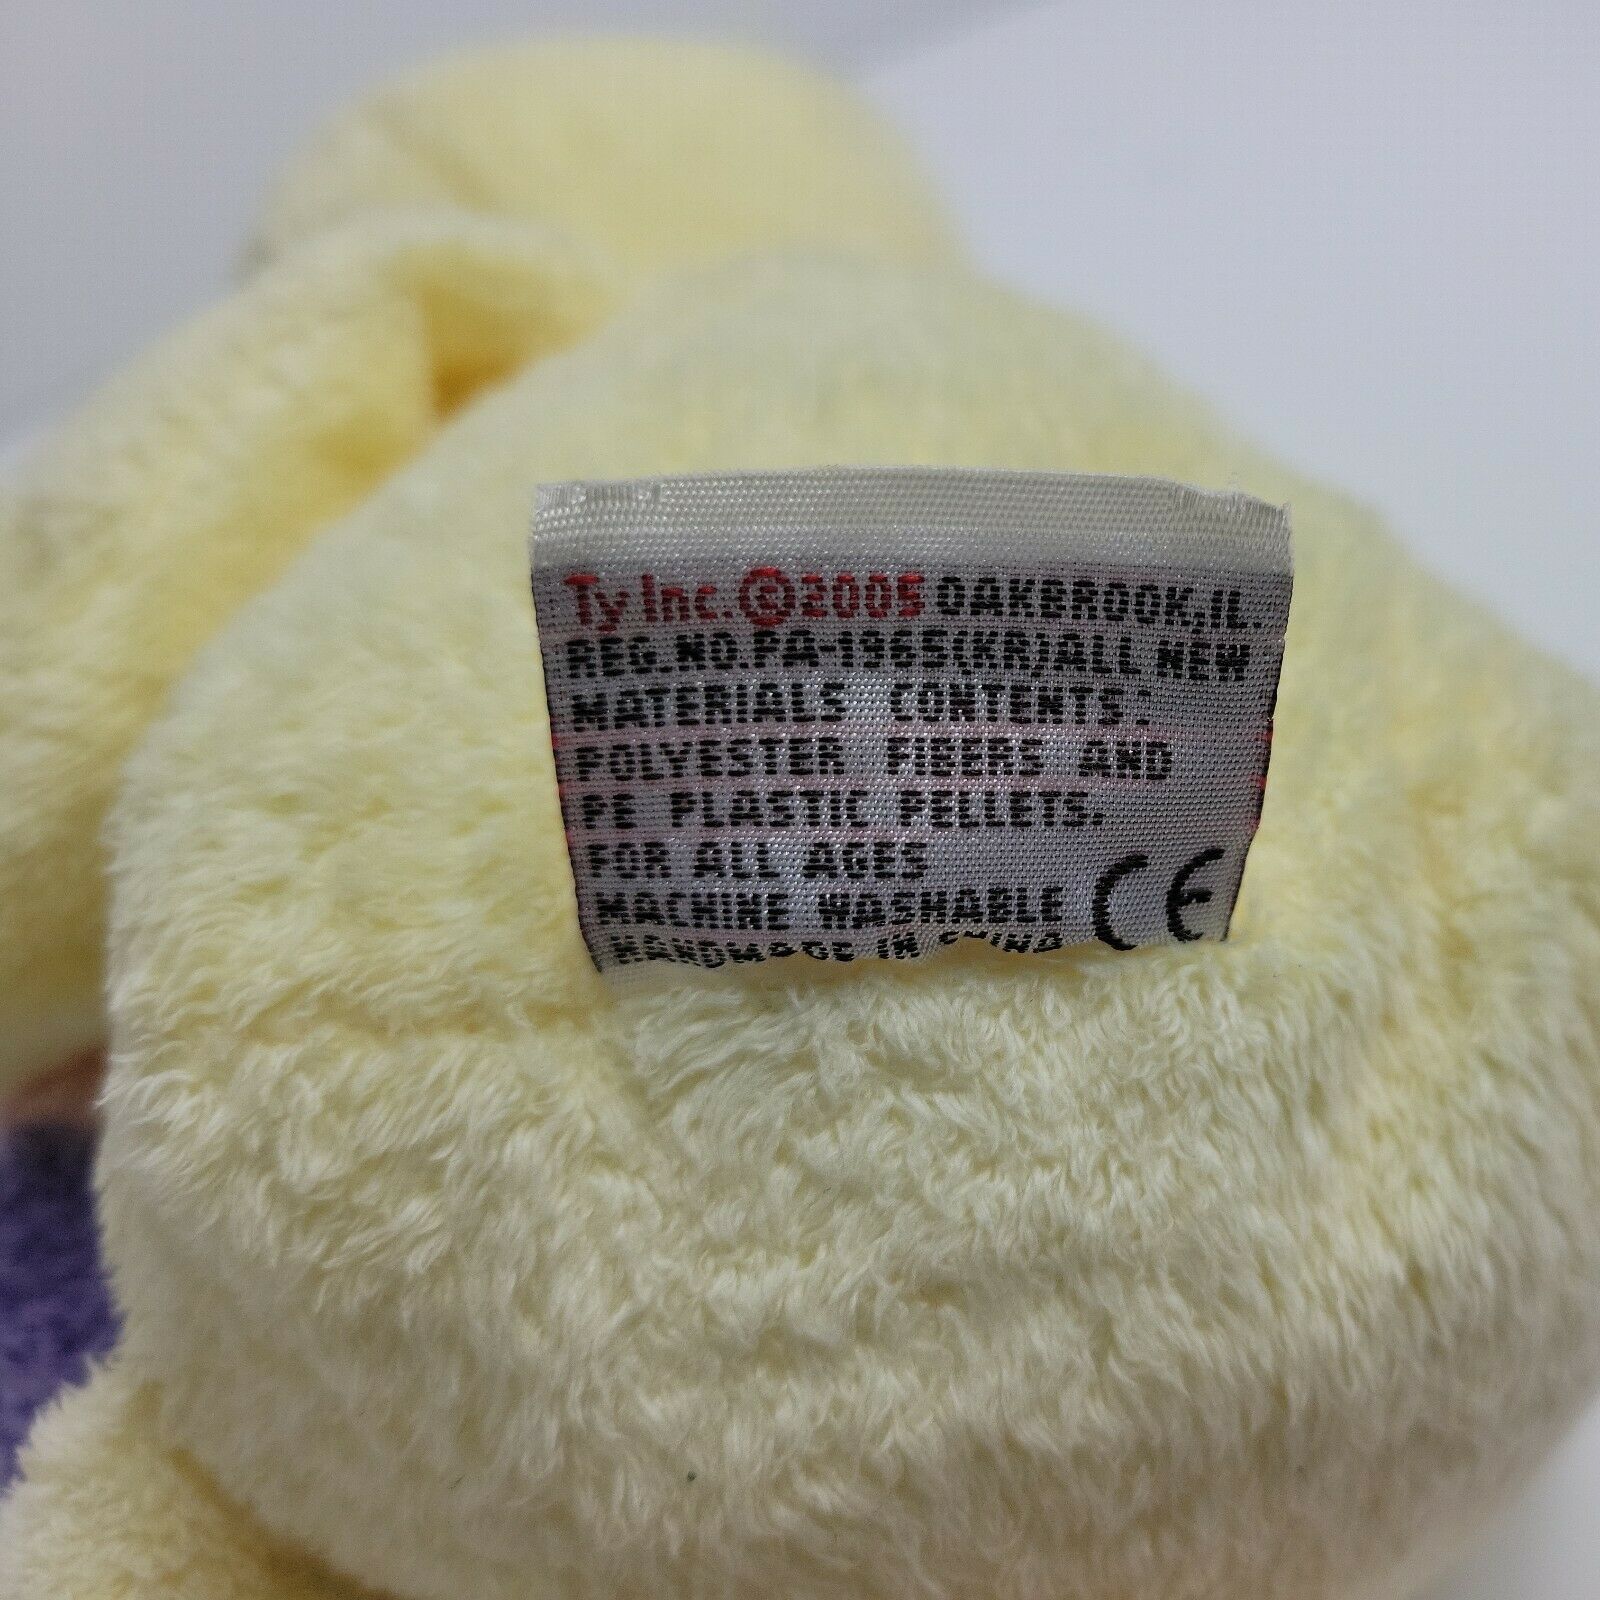 Ty Inc. © 2005 OAKBROOK, IL.
REG. NO. PA-1965(KR) ALL NEW
MATERIALS CONTENTS:
POLYESTER FIBERS AND
PE PLASTIC PELLETS.
FOR ALL AGES
MACHINE WASHABLE
HANDMADE IN CHINA
CE